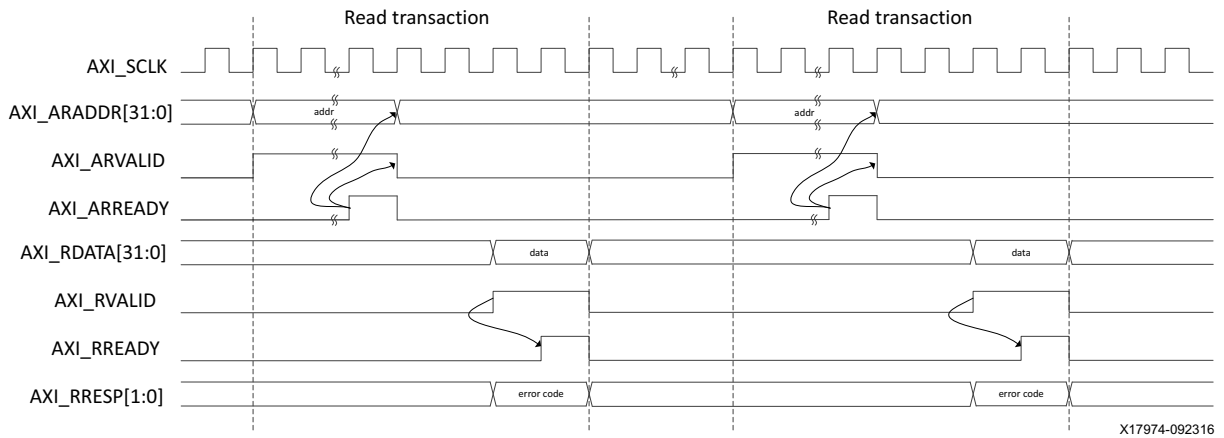 Read transaction Read transaction
AXI_SCLK
AXI_ARADDR[31:0] addr addr
AXI_ARVALID
AXI_ARREADY
AXI_RDATA[31:0] data data
AXI_RVALID
AXI_RREADY
AXI_RRESP[1:0] error code error code
X17974-092316